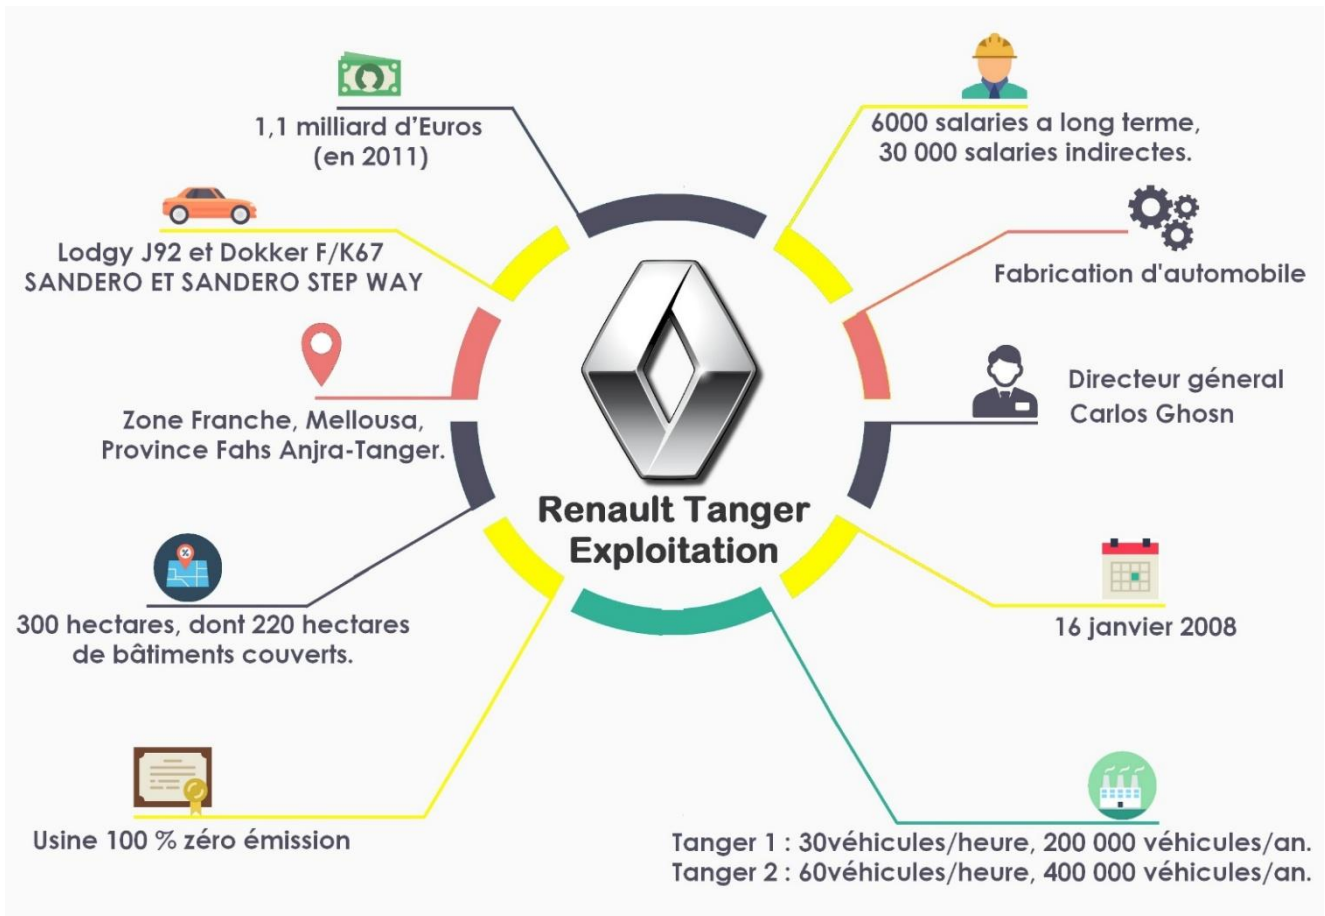 1,1 milliard d'Euros
(en 2011)
6000 salaries a long terme,
30 000 salaries indirectes.
Lodgy J92 et Dokker F/K67
SANDERO ET SANDERO STEP WAY
Fabrication d'automobile
Zone Franche, Mellousa,
Province Fahs Anjra-Tanger.
Directeur géneral
Carlos Ghosn
Renault Tanger
Exploitation
300 hectares, dont 220 hectares
de bâtiments couverts.
16 janvier 2008
Usine 100 % zéro émission
Tanger 1 : 30véhicules/heure, 200 000 véhicules/an.
Tanger 2 : 60véhicules/heure, 400 000 véhicules/an.